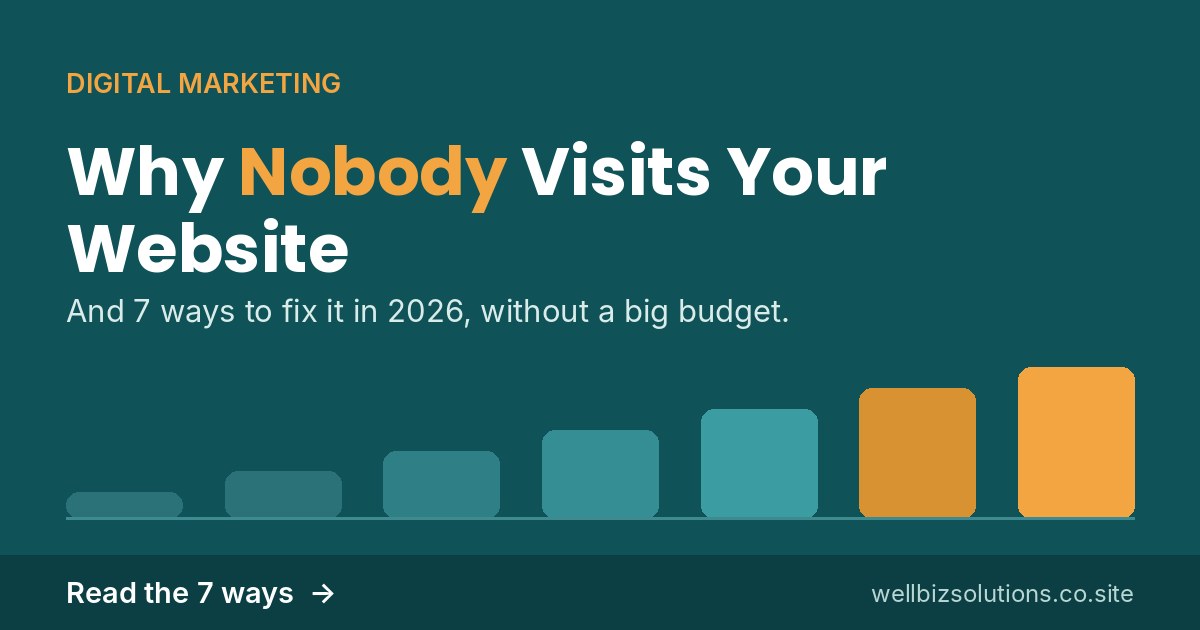 DIGITAL MARKETING
Why Nobody Visits Your
Website
And 7 ways to fix it in 2026, without a big budget.
Read the 7 ways →
wellbizsolutions.co.site